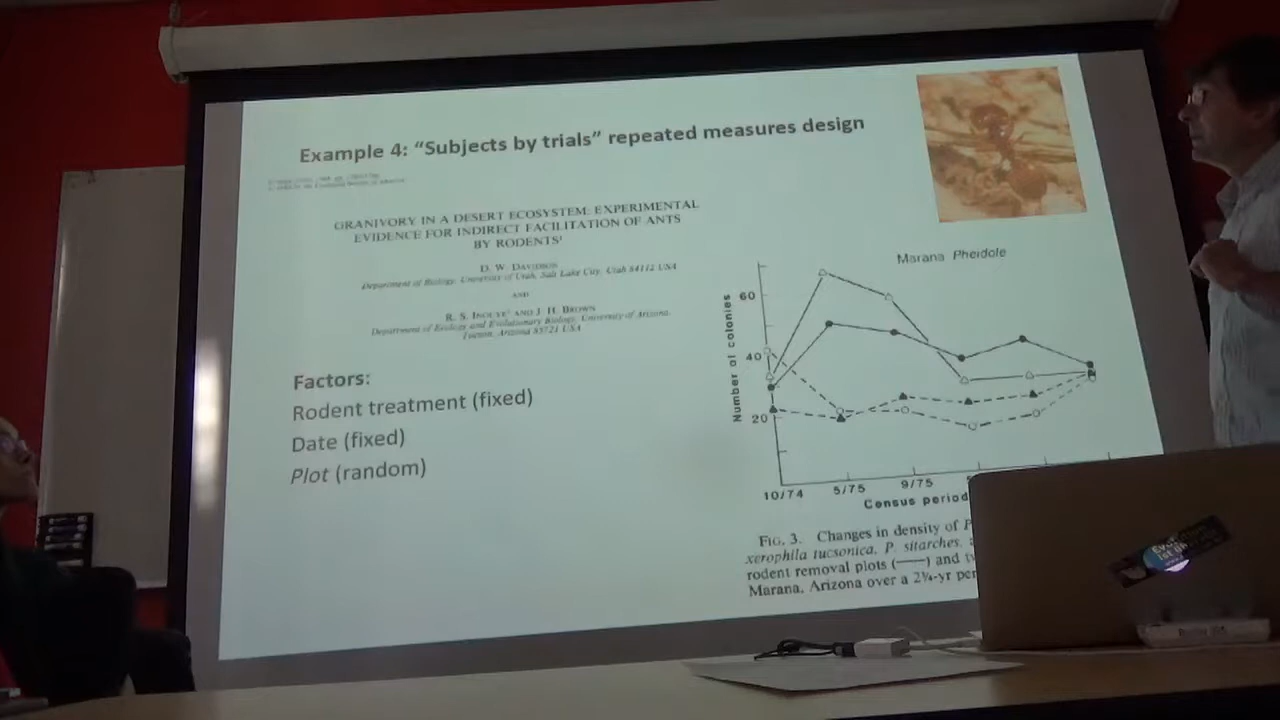 Example 4: “Subjects by trials” repeated measures design
GRANIVORY IN A DESERT ECOSYSTEM: EXPERIMENTAL
EVIDENCE FOR INDIRECT FACILITATION OF ANTS
BY RODENTS¹
D. W. DAVIDSON
Department of Biology, University of Utah, Salt Lake City, Utah 84112 USA
AND
R. S. INOUYE² AND J. H. BROWN
Department of Ecology and Evolutionary Biology, University of Arizona,
Tucson, Arizona 85721 USA
Factors:
Rodent treatment (fixed)
Date (fixed)
Plot (random)
Marana Pheidole
Number of colonies
60
40
20
10/74 5/75 9/75
Census period
FIG. 3. Changes in density of P
xerophila tucsonica, P. sitarches,
rodent removal plots (——) and tw
Marana, Arizona over a 2¼-yr per